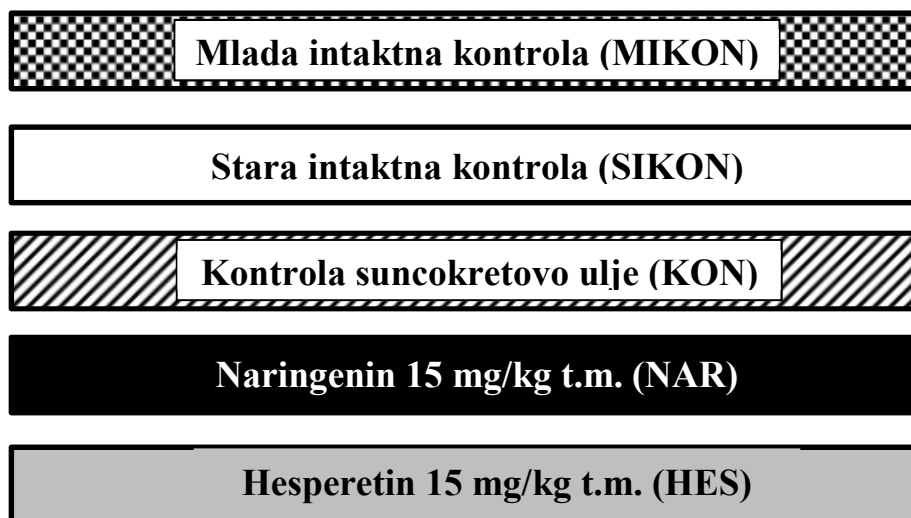 Mlada intaktna kontrola (MIKON)
Stara intaktna kontrola (SIKON)
Kontrola suncokretovo ulje (KON)
Naringenin 15 mg/kg t.m. (NAR)
Hesperetin 15 mg/kg t.m. (HES)